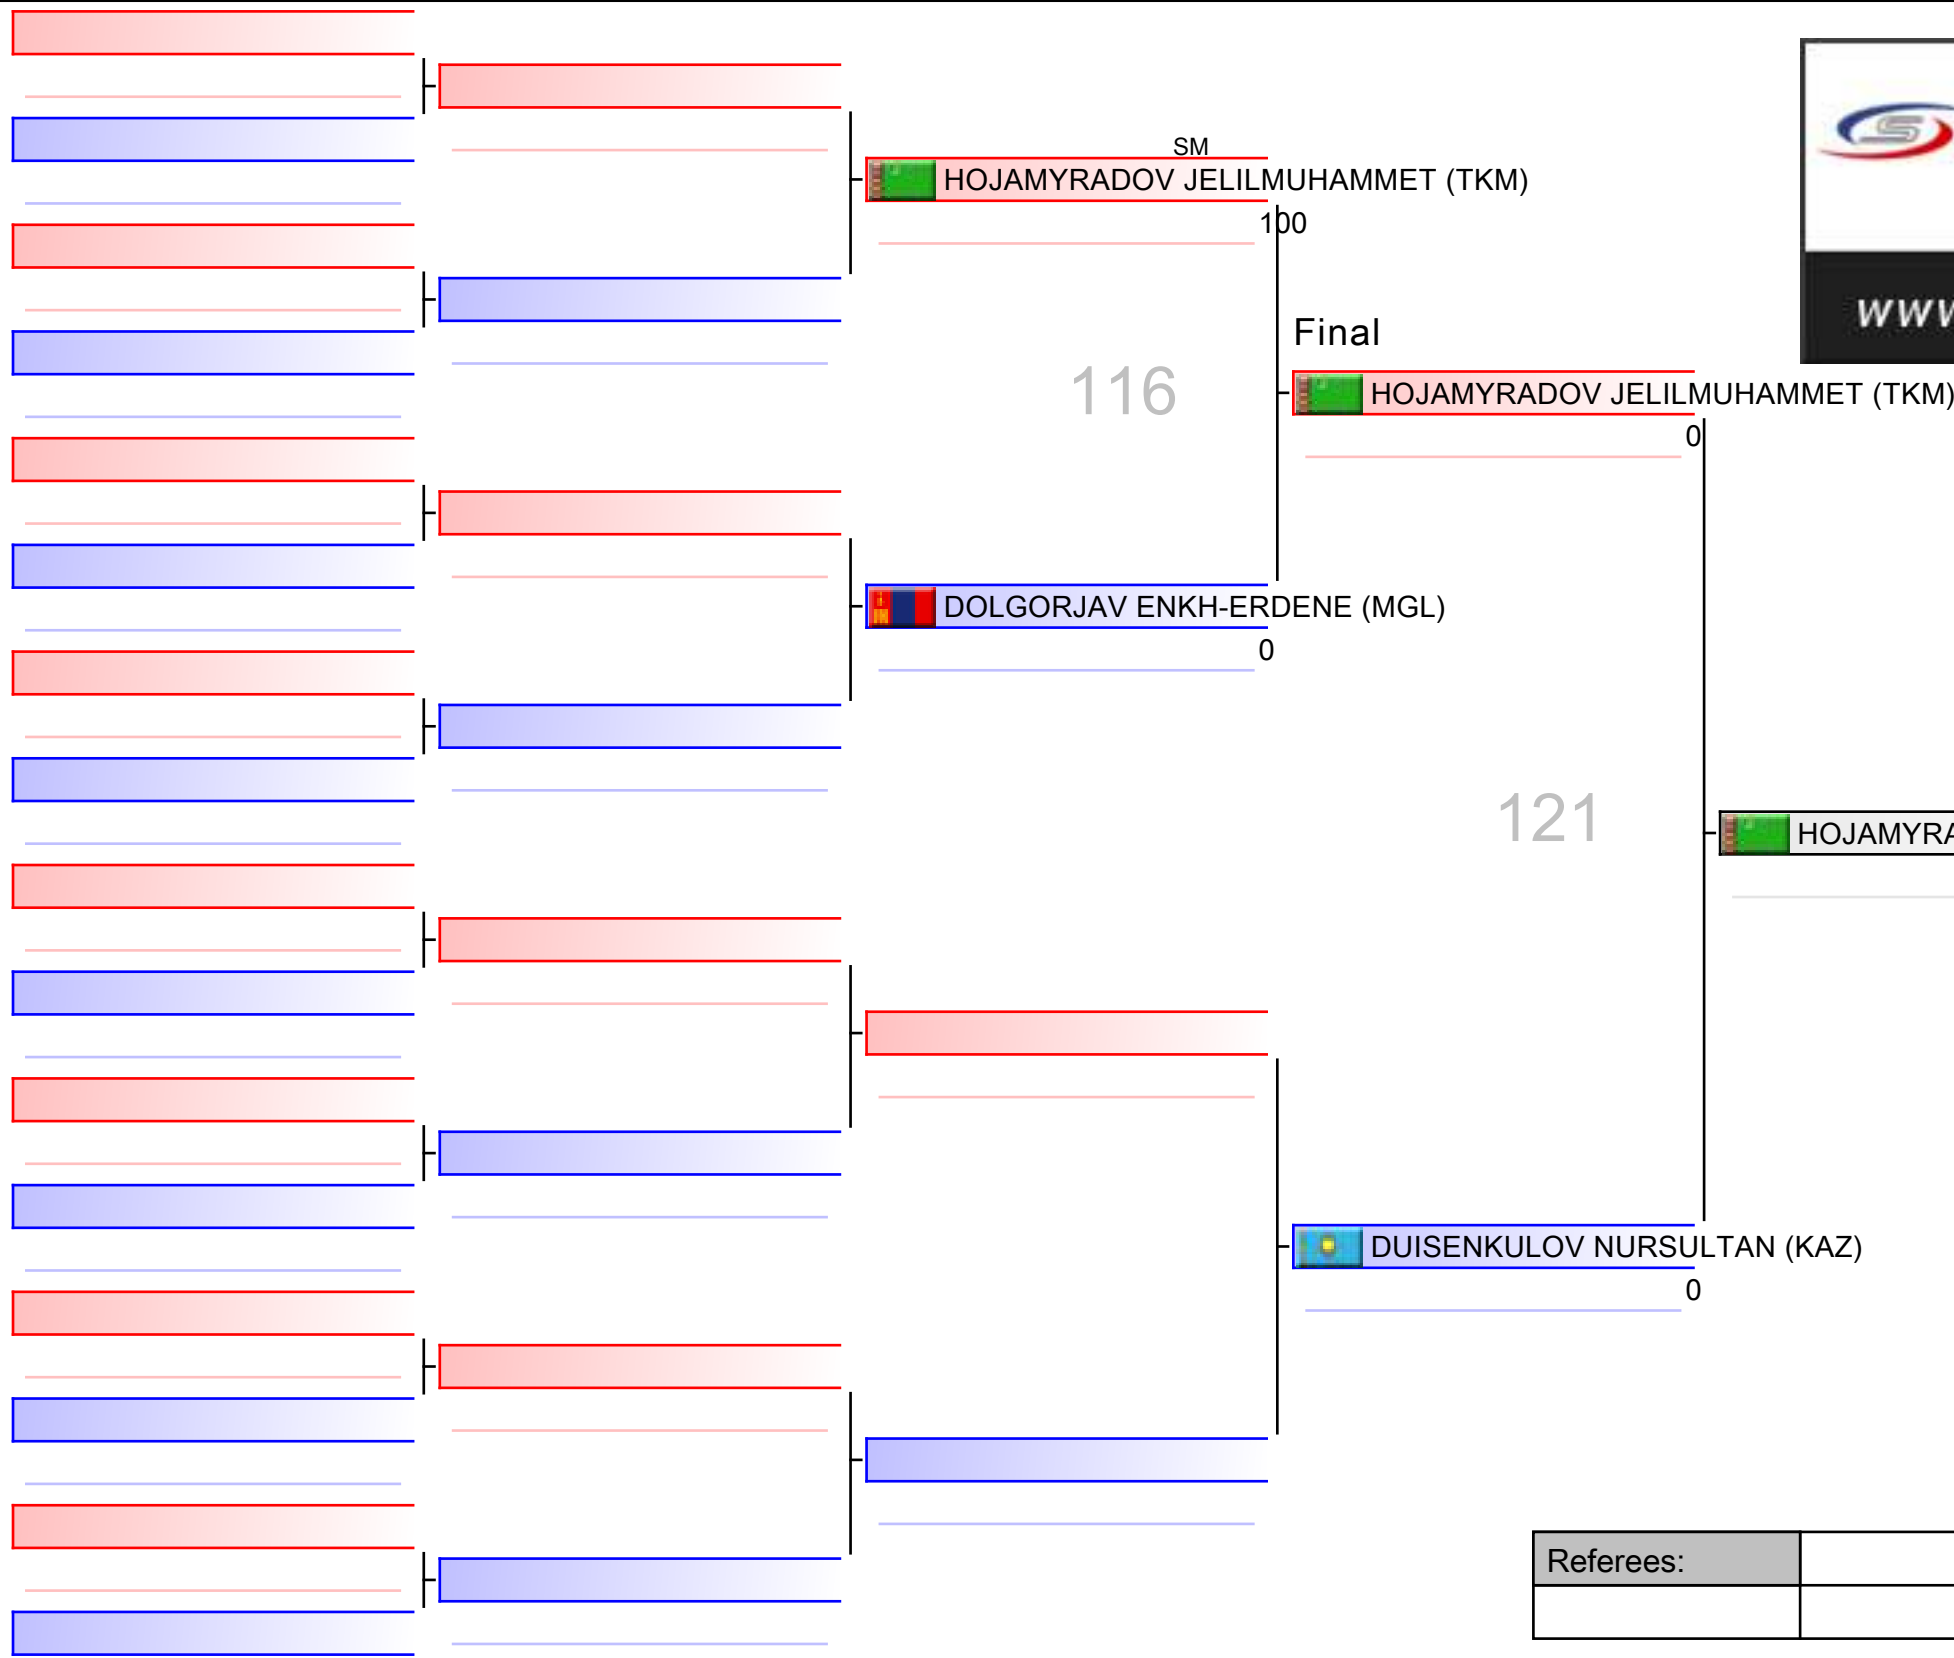 SM
HOJAMYRADOV JELILMUHAMMET (TKM)
100
Final
116
HOJAMYRADOV JELILMUHAMMET (TKM)
0
DOLGORJAV ENKH-ERDENE (MGL)
0
121
HOJAMYRA
DUISENKULOV NURSULTAN (KAZ)
0
Referees:
S
WWW